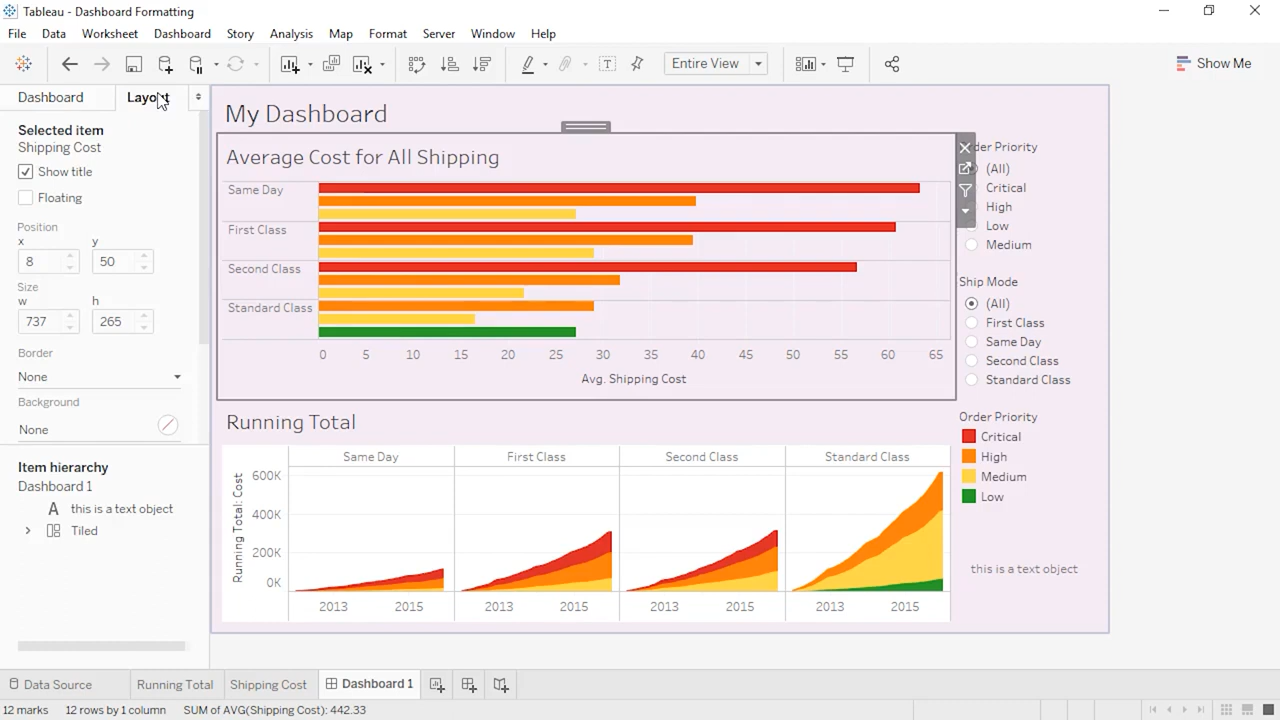 Tableau - Dashboard Formatting
File Data Worksheet Dashboard Story Analysis Map Format Server Window Help
Entire View
Show Me
Dashboard Layout
Selected item
Shipping Cost
Show title
Floating
Position
x y
8 50
Size
w h
737 265
Border
None
Background
None
Item hierarchy
Dashboard 1
A this is a text object
Tiled
My Dashboard
Average Cost for All Shipping
Same Day
First Class
Second Class
Standard Class
0 5 10 15 20 25 30 35 40 45 50 55 60 65
Avg. Shipping Cost
Running Total
Same Day First Class Second Class Standard Class
Running Total: Cost
600K
400K
200K
0K
2013 2015 2013 2015 2013 2015 2013 2015
der Priority
(All)
Critical
High
Low
Medium
Ship Mode
(All)
First Class
Same Day
Second Class
Standard Class
Order Priority
Critical
High
Medium
Low
this is a text object
Data Source Running Total Shipping Cost Dashboard 1
12 marks 12 rows by 1 column SUM of AVG(Shipping Cost): 442.33